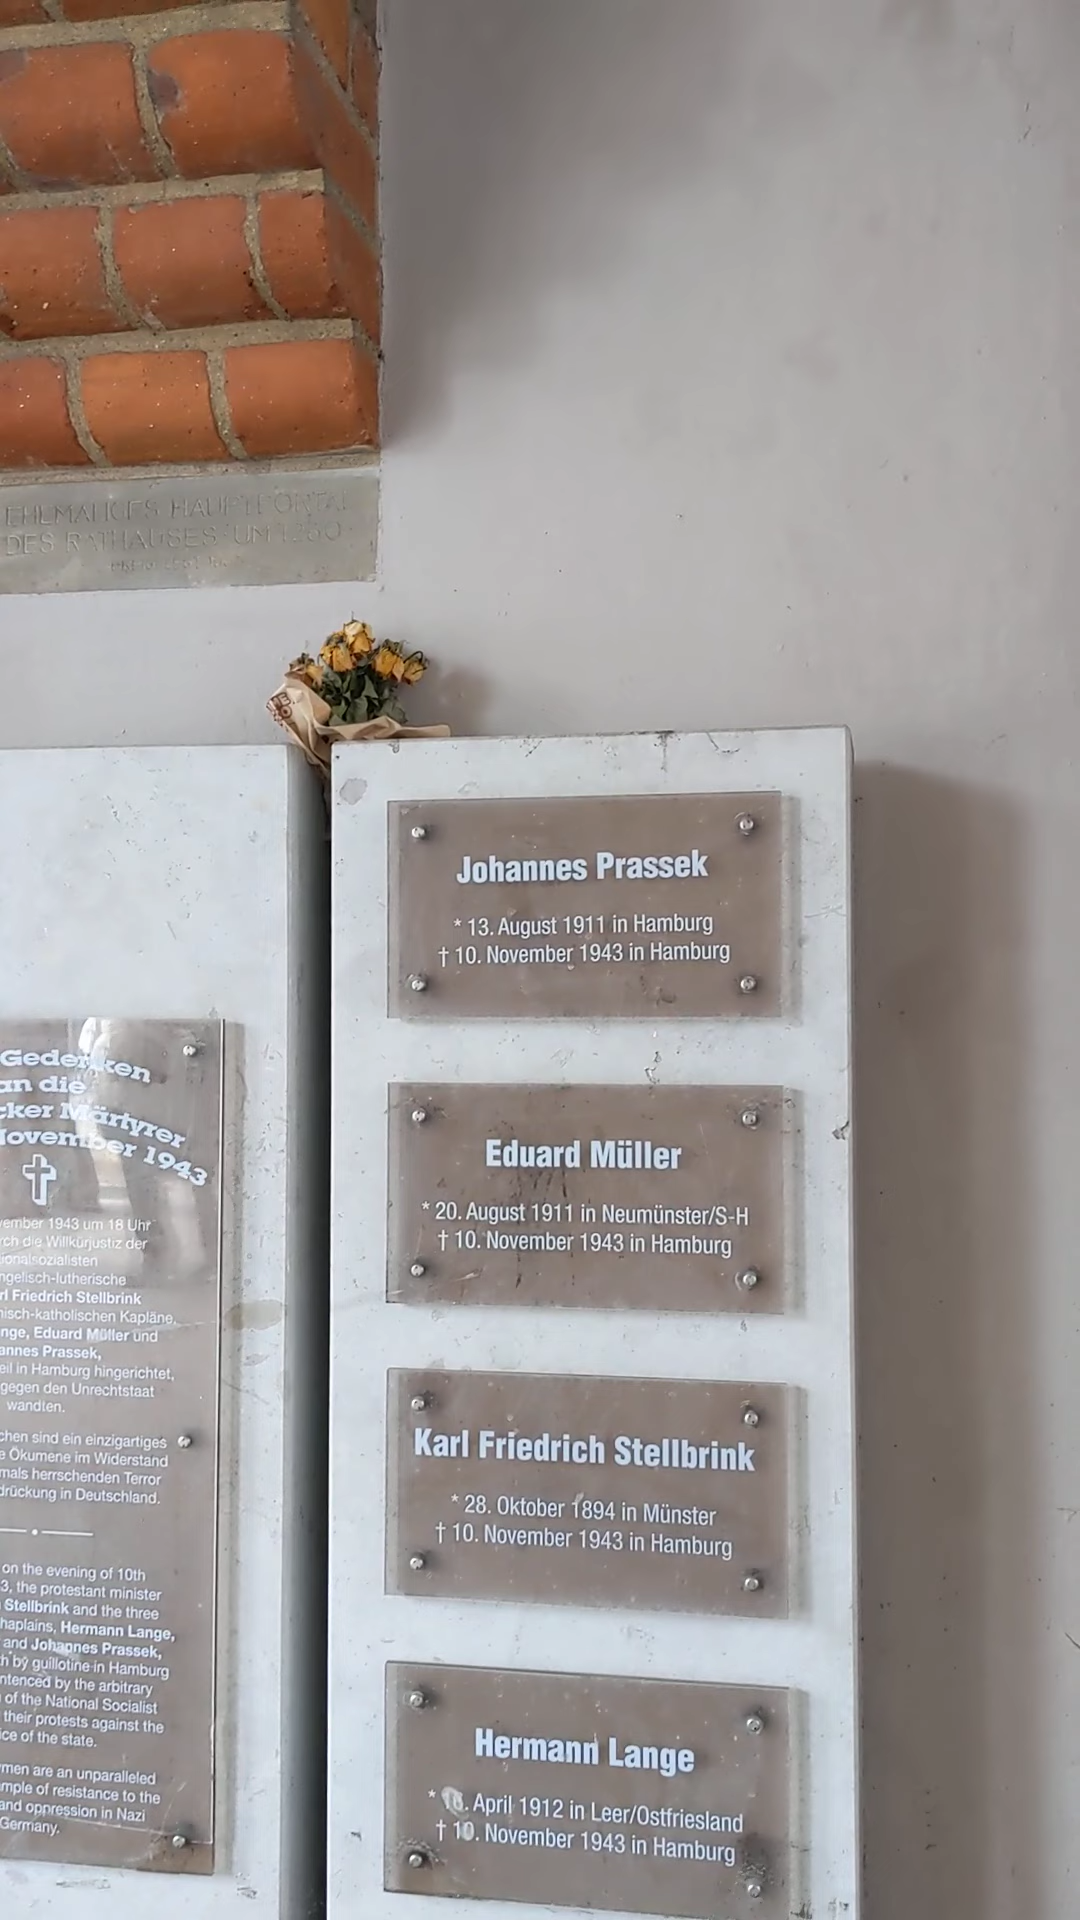 EHEMALIGES HAUPTPORTAL
DES RATHAUSES UM
Gedenken
an die
cker Märtyrer
November 1943
vember 1943 um 18 Uhr
rch die Willkürjustiz der
ionalsozialisten
ngelisch-lutherische
rl Friedrich Stellbrink
nisch-katholischen Kapläne,
nge, Eduard Müller und
annes Prassek,
eil in Hamburg hingerichtet,
gegen den Unrechtstaat
wandten.
chen sind ein einzigartiges
e Ökumene im Widerstand
mals herrschenden Terror
drückung in Deutschland.
on the evening of 10th
3, the protestant minister
Stellbrink and the three
haplains, Hermann Lange,
and Johannes Prassek,
th by guillotine in Hamburg
ntenced by the arbitrary
of the National Socialist
their protests against the
ice of the state.
ymen are an unparalleled
mple of resistance to the
and oppression in Nazi
Germany.
Johannes Prassek
* 13. August 1911 in Hamburg
† 10. November 1943 in Hamburg
Eduard Müller
* 20. August 1911 in Neumünster/S-H
† 10. November 1943 in Hamburg
Karl Friedrich Stellbrink
* 28. Oktober 1894 in Münster
† 10. November 1943 in Hamburg
Hermann Lange
* 16. April 1912 in Leer/Ostfriesland
† 10. November 1943 in Hamburg